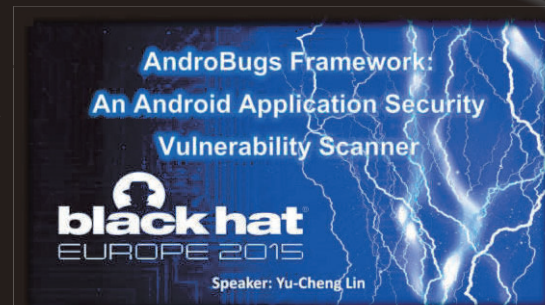 AndroBugs Framework:
An Android Application Security
Vulnerability Scanner
black hat
EUROPE 2015
Speaker: Yu-Cheng Lin